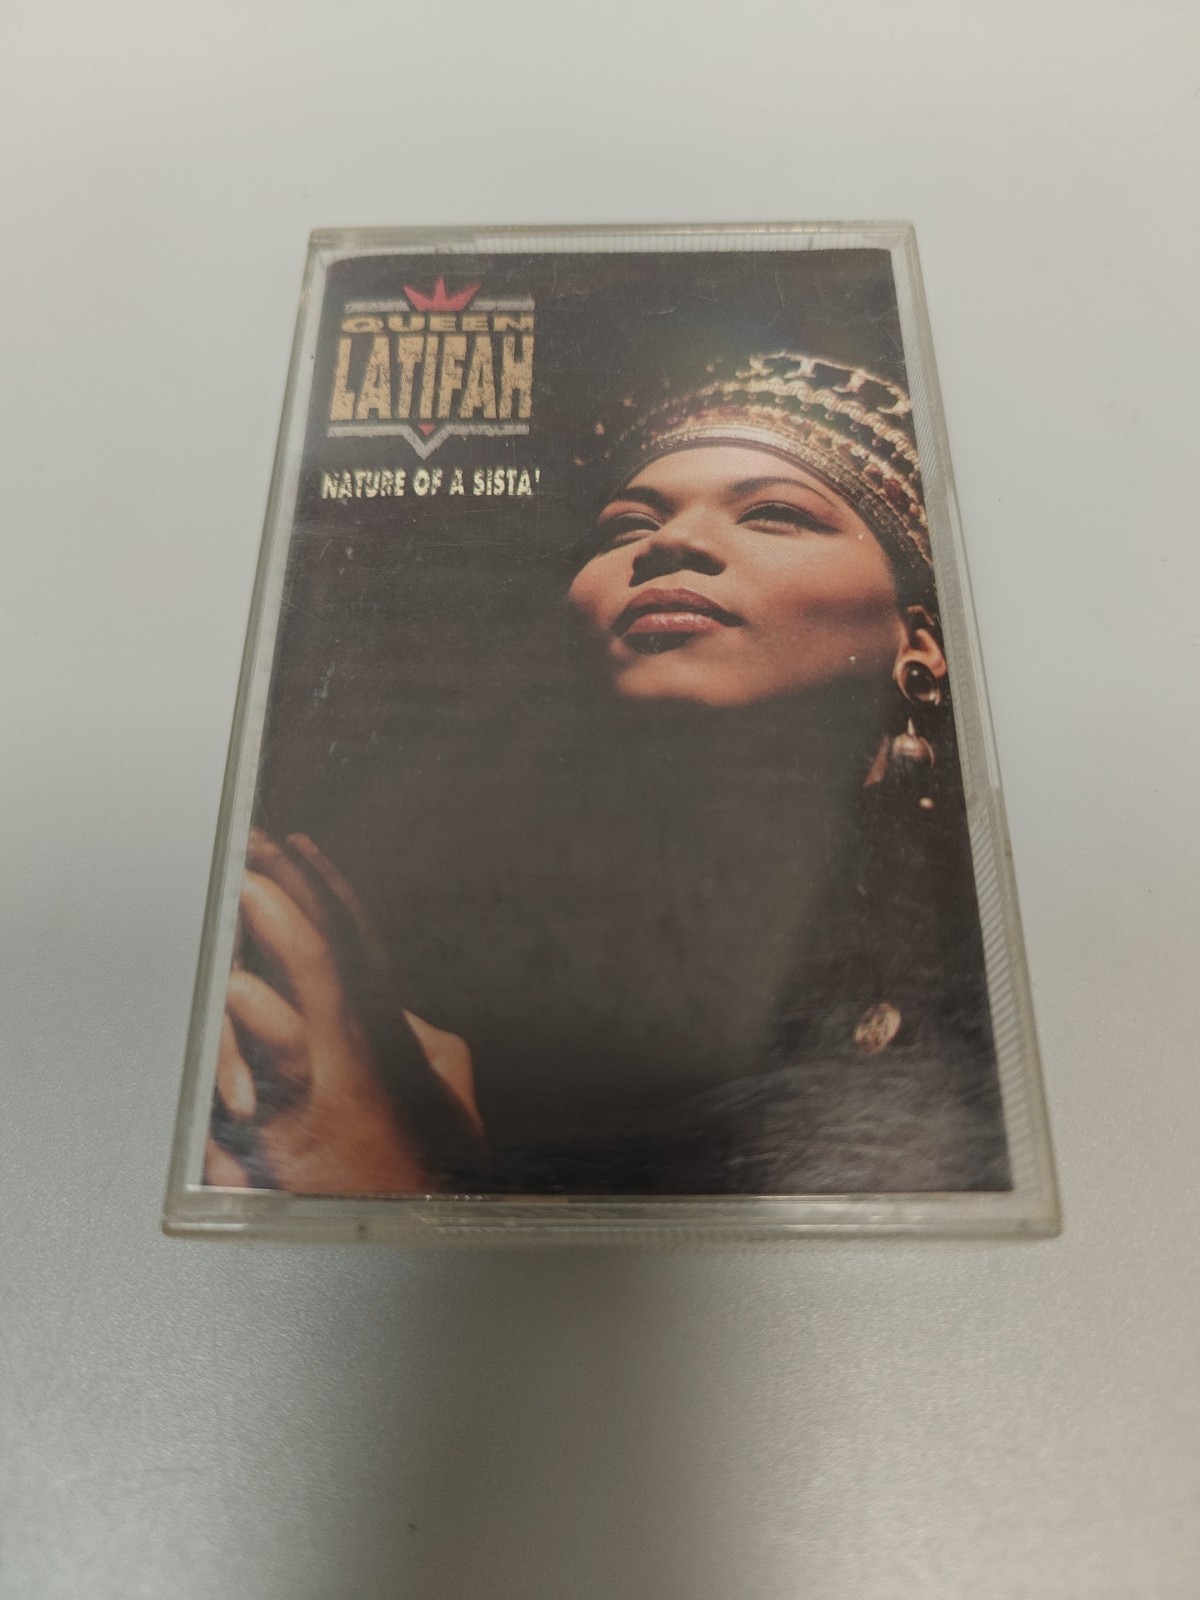 QUEEN
LATIFAH
NATURE OF A SISTA'